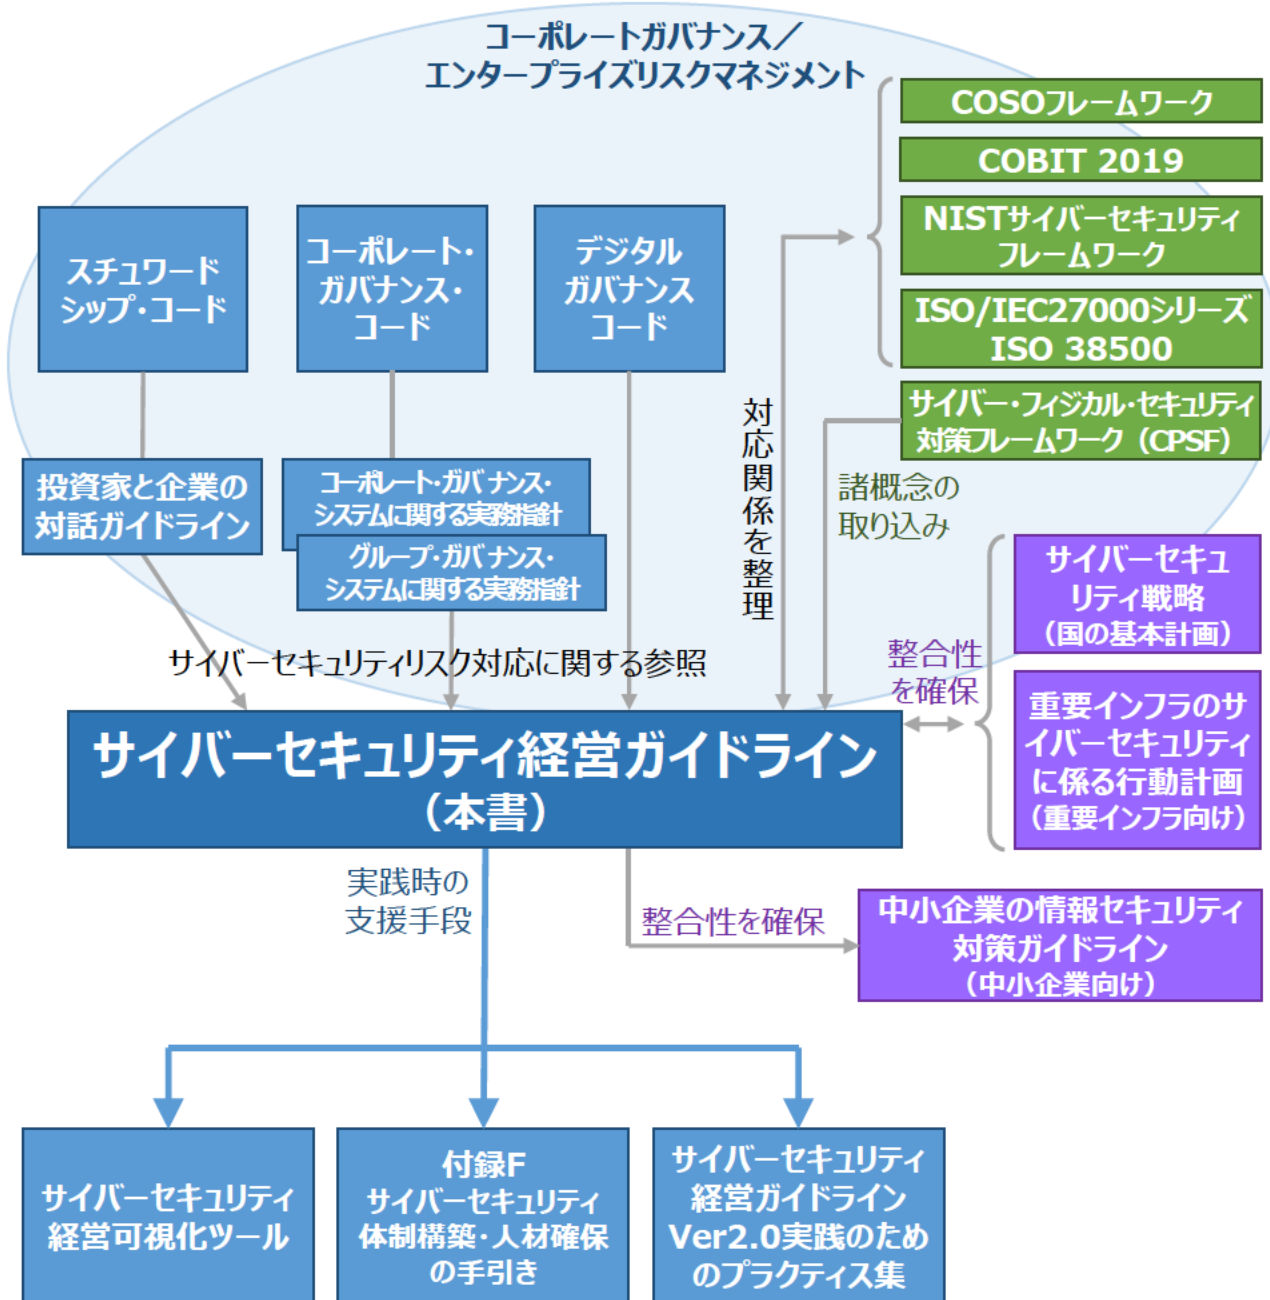 コーポレートガバナンス／
エンタープライズリスクマネジメント
COSOフレームワーク
COBIT 2019
NISTサイバーセキュリティ
フレームワーク
ISO/IEC27000シリーズ
ISO 38500
サイバー・フィジカル・セキュリティ
対策フレームワーク（CPSF）
スチュワード
シップ・コード
コーポレート・
ガバナンス・
コード
デジタル
ガバナンス
コード
対応関係を整理
諸概念の
取り込み
投資家と企業の
対話ガイドライン
コーポレート・ガバナンス・
システムに関する実務指針
グループ・ガバナンス・
システムに関する実務指針
サイバーセキュリティリスク対応に関する参照
整合性
を確保
サイバーセキュ
リティ戦略
（国の基本計画）
重要インフラのサ
イバーセキュリティ
に係る行動計画
（重要インフラ向け）
サイバーセキュリティ経営ガイドライン
（本書）
実践時の
支援手段
整合性を確保
中小企業の情報セキュリティ
対策ガイドライン
（中小企業向け）
サイバーセキュリティ
経営可視化ツール
付録F
サイバーセキュリティ
体制構築・人材確保
の手引き
サイバーセキュリティ
経営ガイドライン
Ver2.0実践のため
のプラクティス集